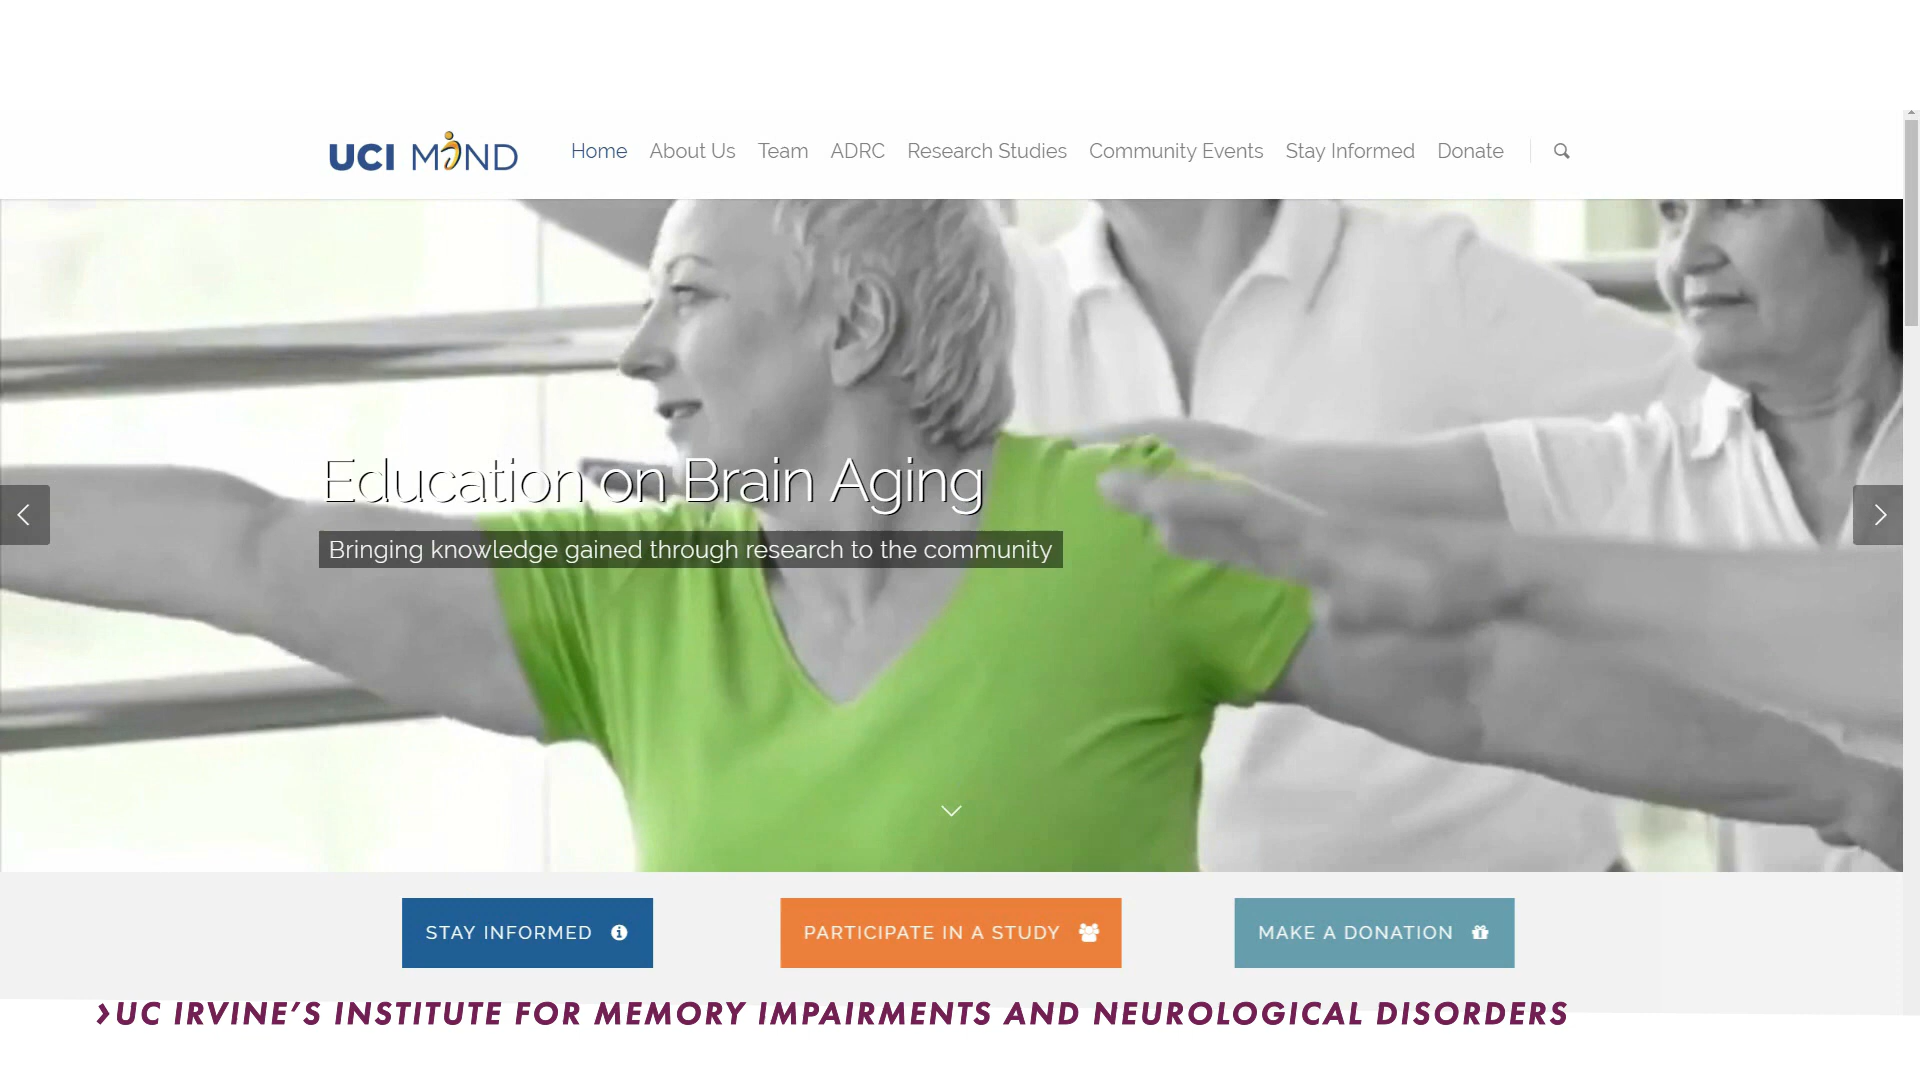 UCI MIND
Home About Us Team ADRC Research Studies Community Events Stay Informed Donate
Education on Brain Aging
Bringing knowledge gained through research to the community
STAY INFORMED
PARTICIPATE IN A STUDY
MAKE A DONATION
›UC IRVINE’S INSTITUTE FOR MEMORY IMPAIRMENTS AND NEUROLOGICAL DISORDERS